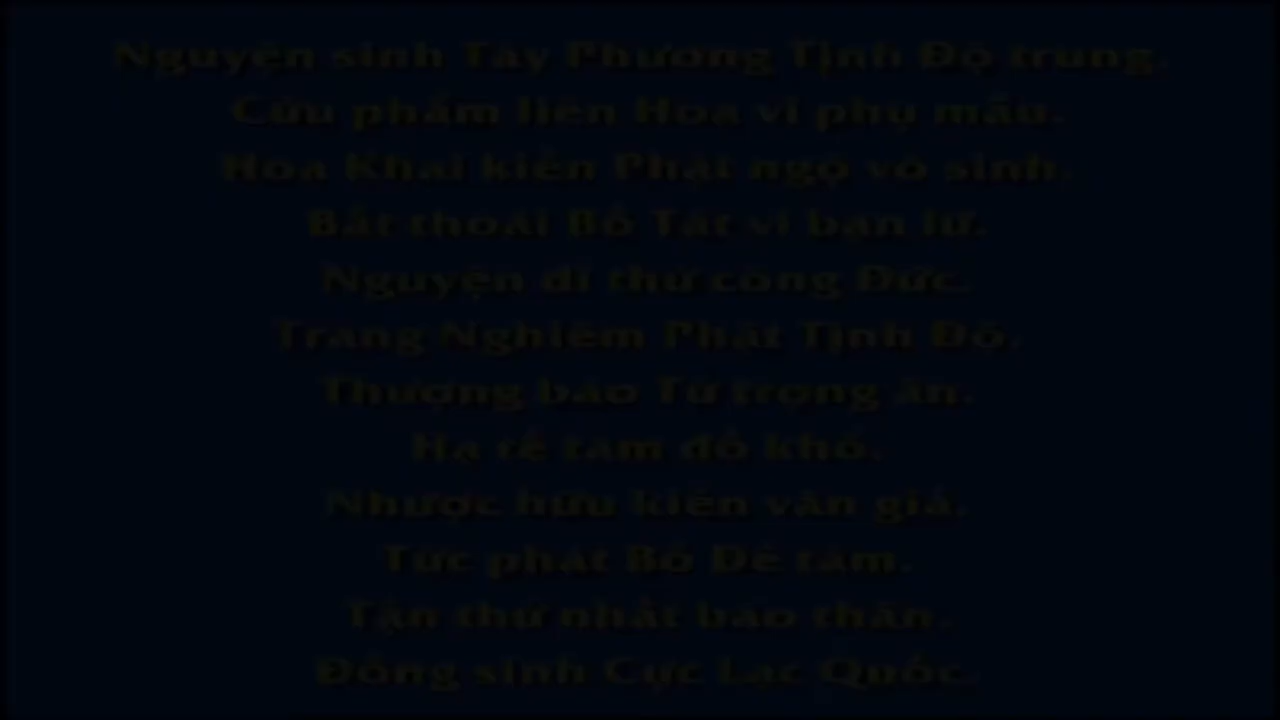 Nguyện sinh Tây Phương Tịnh Độ trung,
Cửu phẩm liên Hoa vi phụ mẫu.
Hoa Khai kiến Phật ngộ vô sinh,
Bất thoái Bồ Tát vi bạn lữ.
Nguyện dĩ thử công Đức.
Trang Nghiêm Phật Tịnh Độ.
Thượng báo Tứ trọng ân.
Hạ tế tam đồ khổ.
Nhược hữu kiến văn giả.
Tức phát Bồ Đề tâm.
Tận thử nhất báo thân.
Đồng sinh Cực Lạc Quốc.